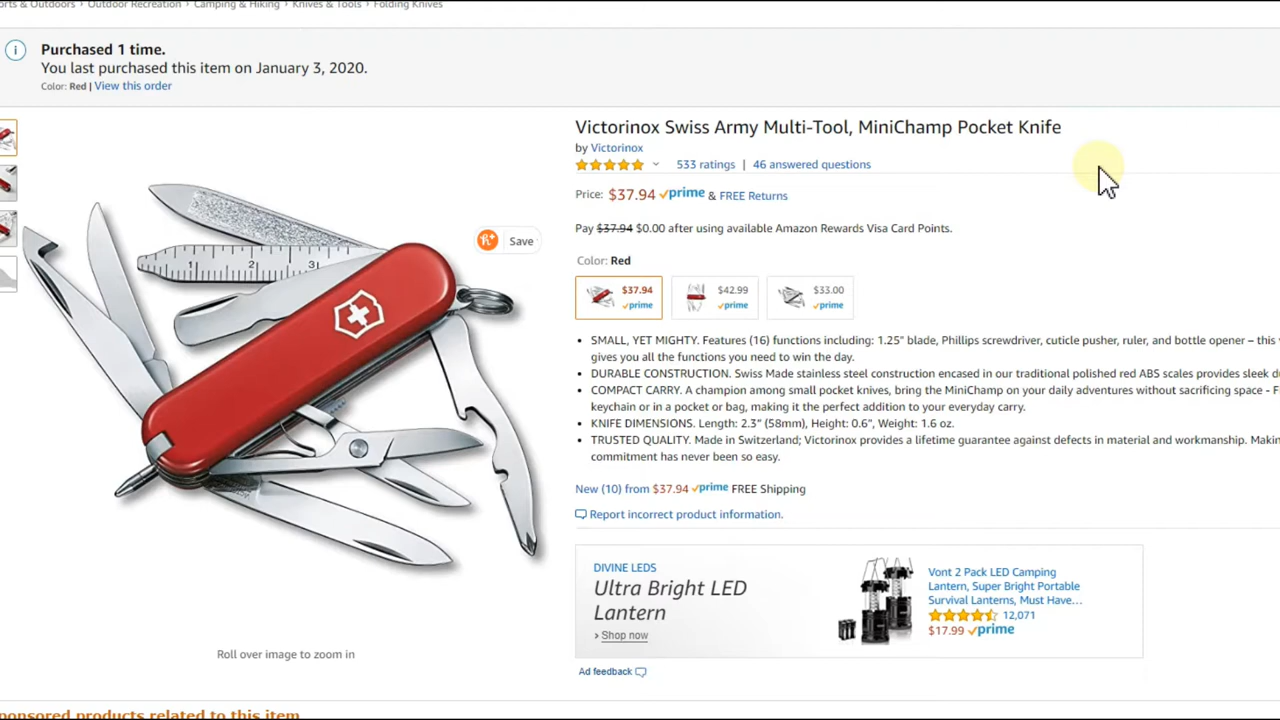 orts & Outdoors › Outdoor Recreation › Camping & Hiking › Knives & Tools › Folding Knives
Purchased 1 time.
You last purchased this item on January 3, 2020.
Color: Red | View this order
Victorinox Swiss Army Multi-Tool, MiniChamp Pocket Knife
by Victorinox
533 ratings | 46 answered questions
Price: $37.94 prime & FREE Returns
Save
Pay $37.94 $0.00 after using available Amazon Rewards Visa Card Points.
Color: Red
$37.94 prime
$42.99 prime
$33.00 prime
1 2 3
• SMALL, YET MIGHTY. Features (16) functions including: 1.25" blade, Phillips screwdriver, cuticle pusher, ruler, and bottle opener – this
gives you all the functions you need to win the day.
• DURABLE CONSTRUCTION. Swiss Made stainless steel construction encased in our traditional polished red ABS scales provides sleek du
• COMPACT CARRY. A champion among small pocket knives, bring the MiniChamp on your daily adventures without sacrificing space - F
keychain or in a pocket or bag, making it the perfect addition to your everyday carry.
• KNIFE DIMENSIONS. Length: 2.3" (58mm), Height: 0.6", Weight: 1.6 oz.
• TRUSTED QUALITY. Made in Switzerland; Victorinox provides a lifetime guarantee against defects in material and workmanship. Makin
commitment has never been so easy.
New (10) from $37.94 prime FREE Shipping
Report incorrect product information.
DIVINE LEDS
Ultra Bright LED
Lantern
› Shop now
Vont 2 Pack LED Camping
Lantern, Super Bright Portable
Survival Lanterns, Must Have...
12,071
$17.99 prime
Roll over image to zoom in
Ad feedback
ponsored products related to this item